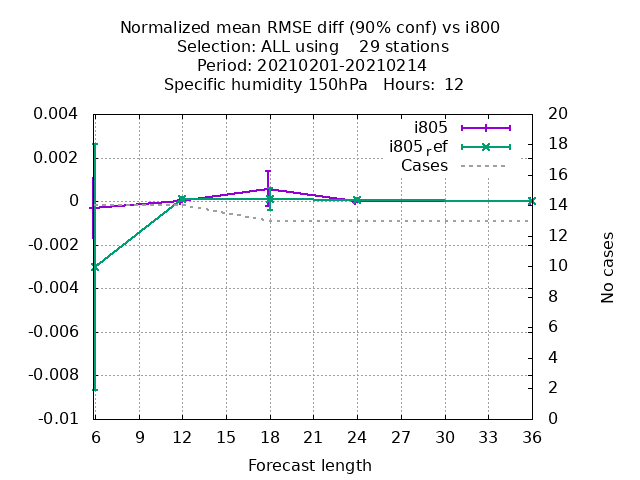 Normalized mean RMSE diff (90% conf) vs i800
Selection: ALL using    29 stations
Period: 20210201-20210214
Specific humidity 150hPa   Hours:  12
0.004
0.002
0
-0.002
-0.004
-0.006
-0.008
-0.01
20
18
16
14
12
10
8
6
4
2
0
i805
i805ref
Cases
No cases
6 9 12 15 18 21 24 27 30 33 36
Forecast length